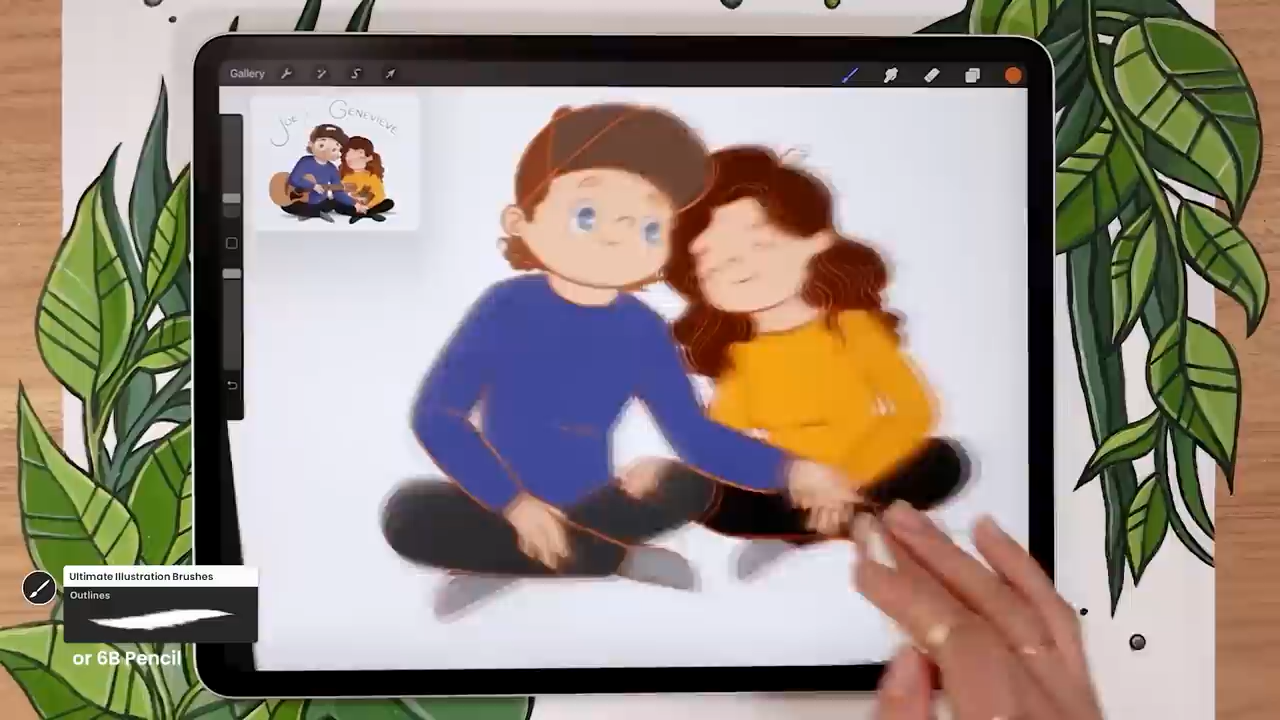 Gallery
JOE
GENEVIEVE
Ultimate Illustration Brushes
Outlines
or 6B Pencil